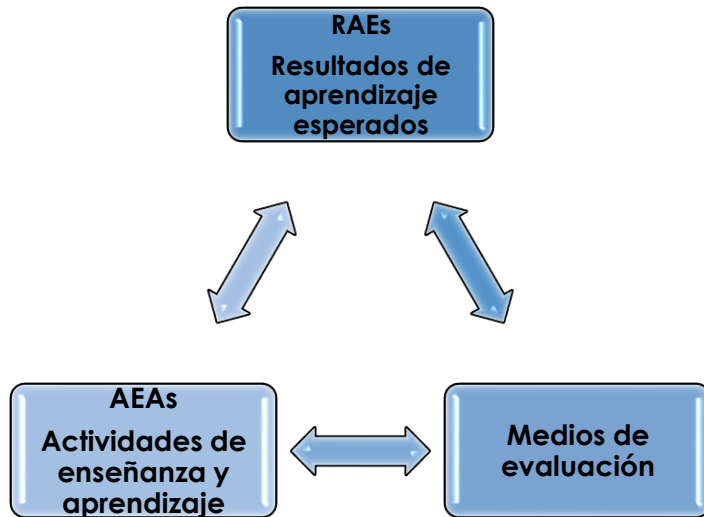 RAEs
Resultados de
aprendizaje
esperados
AEAs
Actividades de
enseñanza y
aprendizaje
Medios de
evaluación